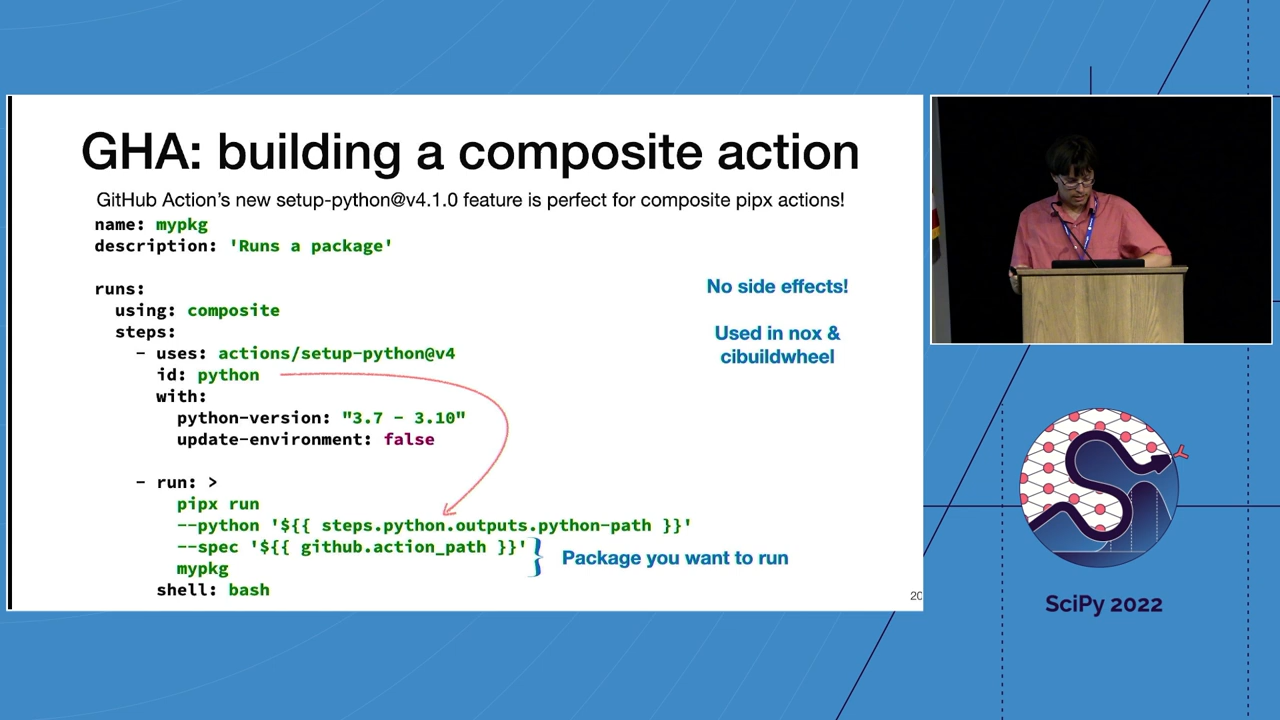 GHA: building a composite action
GitHub Action's new setup-python@v4.1.0 feature is perfect for composite pipx actions!
name: mypkg
description: 'Runs a package'
runs:
using: composite
steps:
- uses: actions/setup-python@v4
id: python
with:
python-version: "3.7 - 3.10"
update-environment: false
- run: >
pipx run
--python '${{ steps.python.outputs.python-path }}'
--spec '${{ github.action_path }}'
mypkg
shell: bash
No side effects!
Used in nox &
cibuildwheel
Package you want to run
20
SciPy 2022